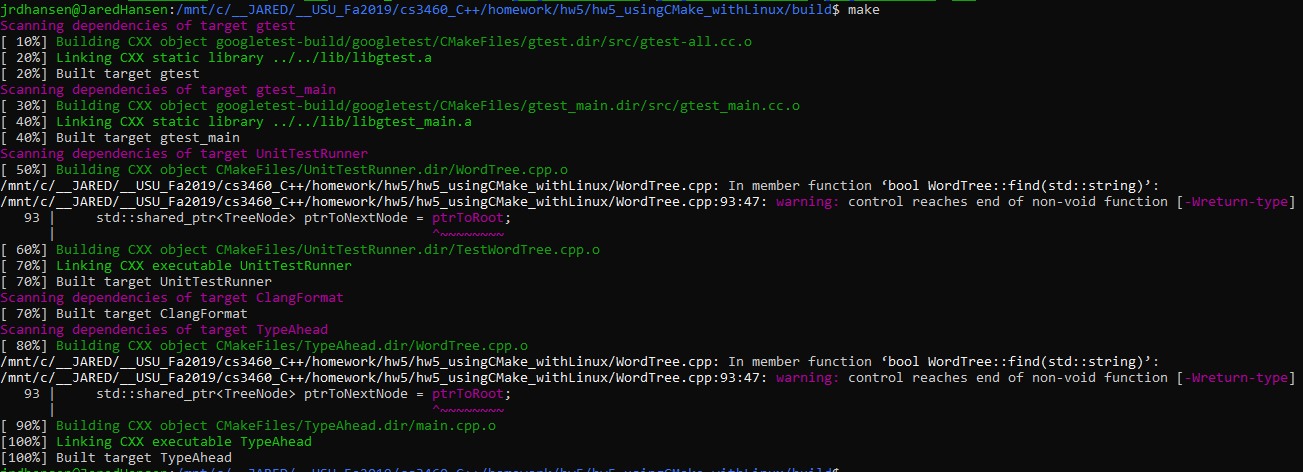 jrdhansen@JaredHansen:/mnt/c/__JARED/__USU_Fa2019/cs3460_C++/homework/hw5/hw5_usingCMake_withLinux/build$ make
Scanning dependencies of target gtest
[ 10%] Building CXX object googletest-build/googletest/CMakeFiles/gtest.dir/src/gtest-all.cc.o
[ 20%] Linking CXX static library ../../lib/libgtest.a
[ 20%] Built target gtest
Scanning dependencies of target gtest_main
[ 30%] Building CXX object googletest-build/googletest/CMakeFiles/gtest_main.dir/src/gtest_main.cc.o
[ 40%] Linking CXX static library ../../lib/libgtest_main.a
[ 40%] Built target gtest_main
Scanning dependencies of target UnitTestRunner
[ 50%] Building CXX object CMakeFiles/UnitTestRunner.dir/WordTree.cpp.o
/mnt/c/__JARED/__USU_Fa2019/cs3460_C++/homework/hw5/hw5_usingCMake_withLinux/WordTree.cpp: In member function ‘bool WordTree::find(std::string)’:
/mnt/c/__JARED/__USU_Fa2019/cs3460_C++/homework/hw5/hw5_usingCMake_withLinux/WordTree.cpp:93:47: warning: control reaches end of non-void function [-Wreturn-type]
   93 |     std::shared_ptr<TreeNode> ptrToNextNode = ptrToRoot;
      |                                               ^~~~~~~~~
[ 60%] Building CXX object CMakeFiles/UnitTestRunner.dir/TestWordTree.cpp.o
[ 70%] Linking CXX executable UnitTestRunner
[ 70%] Built target UnitTestRunner
Scanning dependencies of target ClangFormat
[ 70%] Built target ClangFormat
Scanning dependencies of target TypeAhead
[ 80%] Building CXX object CMakeFiles/TypeAhead.dir/WordTree.cpp.o
/mnt/c/__JARED/__USU_Fa2019/cs3460_C++/homework/hw5/hw5_usingCMake_withLinux/WordTree.cpp: In member function ‘bool WordTree::find(std::string)’:
/mnt/c/__JARED/__USU_Fa2019/cs3460_C++/homework/hw5/hw5_usingCMake_withLinux/WordTree.cpp:93:47: warning: control reaches end of non-void function [-Wreturn-type]
   93 |     std::shared_ptr<TreeNode> ptrToNextNode = ptrToRoot;
      |                                               ^~~~~~~~~
[ 90%] Building CXX object CMakeFiles/TypeAhead.dir/main.cpp.o
[100%] Linking CXX executable TypeAhead
[100%] Built target TypeAhead
jrdhansen@JaredHansen:/mnt/c/__JARED/__USU_Fa2019/cs3460_C++/homework/hw5/hw5_usingCMake_withLinux/build$